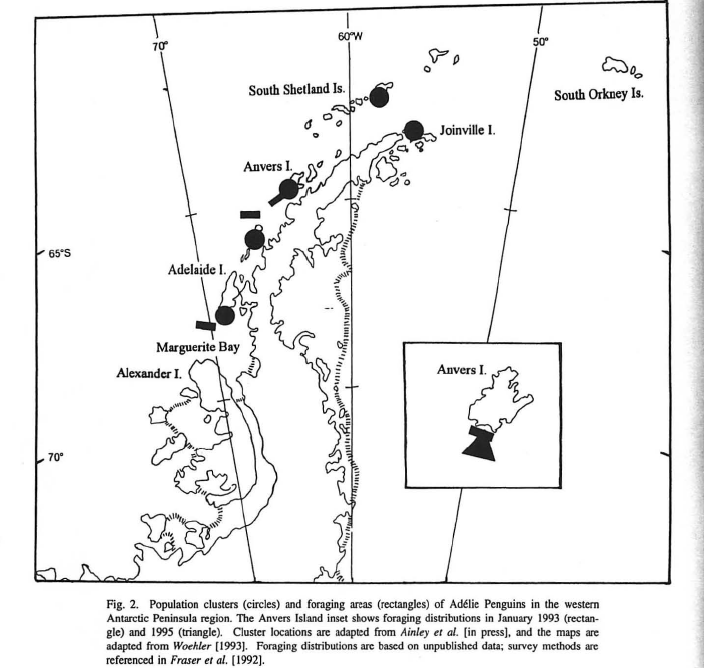 70°
60°W
50°
South Shetland Is.
South Orkney Is.
Joinville I.
Anvers I.
65°S
Adelaide I.
Marguerite Bay
Alexander I.
Anvers I.
70°
Fig. 2. Population clusters (circles) and foraging areas (rectangles) of Adélie Penguins in the western
Antarctic Peninsula region. The Anvers Island inset shows foraging distributions in January 1993 (rectan-
gle) and 1995 (triangle). Cluster locations are adapted from Ainley et al. [in press], and the maps are
adapted from Woehler [1993]. Foraging distributions are based on unpublished data; survey methods are
referenced in Fraser et al. [1992].